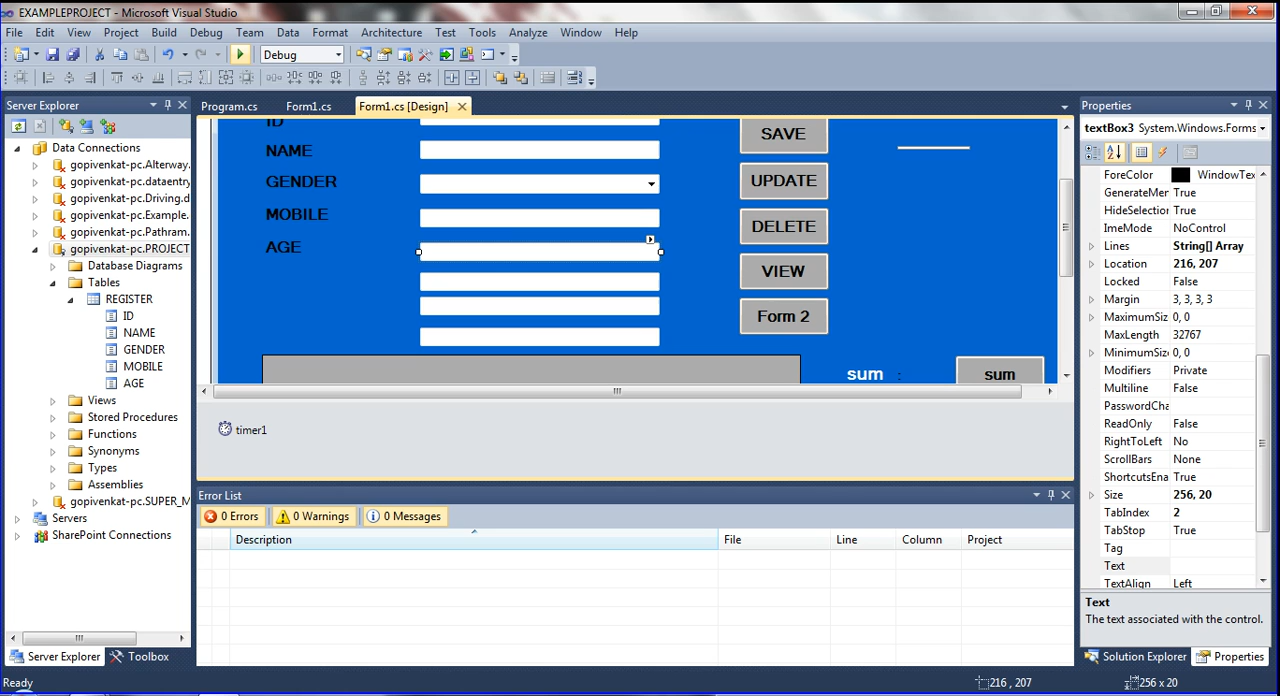 EXAMPLEPROJECT - Microsoft Visual Studio
File Edit View Project Build Debug Team Data Format Architecture Test Tools Analyze Window Help
Debug
Server Explorer
Data Connections
gopivenkat-pc.Alterway.
gopivenkat-pc.dataentry
gopivenkat-pc.Driving.d
gopivenkat-pc.Example.
gopivenkat-pc.Pathram.
gopivenkat-pc.PROJECT
Database Diagrams
Tables
REGISTER
ID
NAME
GENDER
MOBILE
AGE
Views
Stored Procedures
Functions
Synonyms
Types
Assemblies
gopivenkat-pc.SUPER_M
Servers
SharePoint Connections
Server Explorer Toolbox
Program.cs Form1.cs Form1.cs [Design]
ID
NAME
GENDER
MOBILE
AGE
SAVE
UPDATE
DELETE
VIEW
Form 2
sum : sum
timer1
Error List
0 Errors 0 Warnings 0 Messages
Description File Line Column Project
Properties
textBox3 System.Windows.Forms
ForeColor WindowTex
GenerateMer True
HideSelection True
ImeMode NoControl
Lines String[] Array
Location 216, 207
Locked False
Margin 3, 3, 3, 3
MaximumSiz 0, 0
MaxLength 32767
MinimumSize 0, 0
Modifiers Private
Multiline False
PasswordCha
ReadOnly False
RightToLeft No
ScrollBars None
ShortcutsEna True
Size 256, 20
TabIndex 2
TabStop True
Tag
Text
TextAlign Left
Text
The text associated with the control.
Solution Explorer Properties
Ready 216 , 207 256 x 20